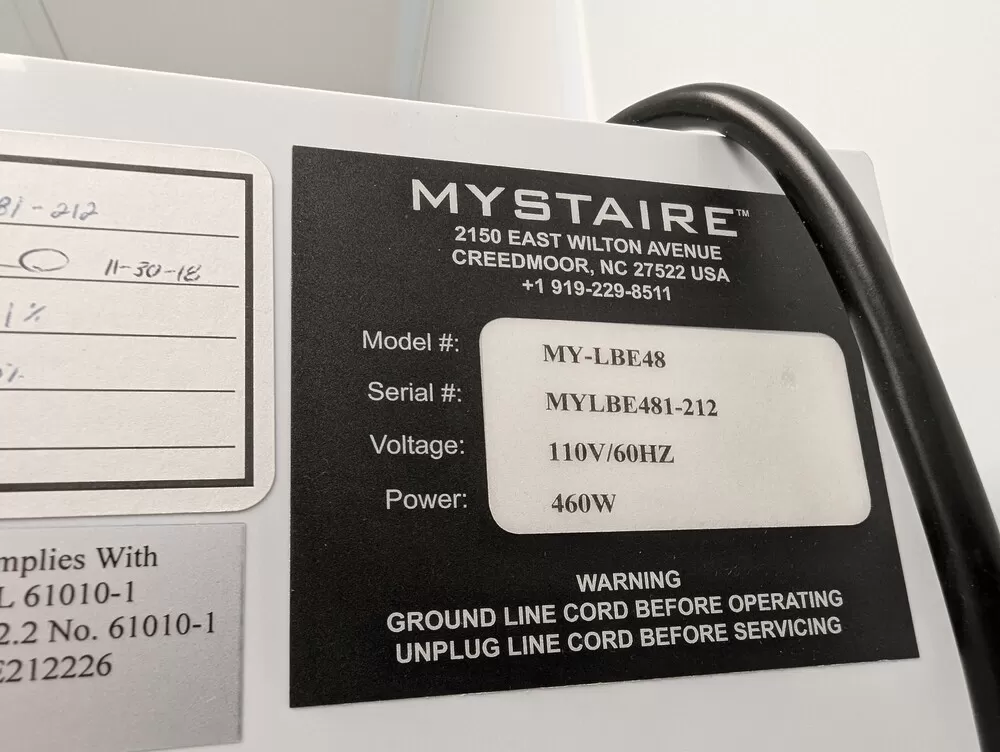 81-212
11-30-18
1%
%
mplies With
L 61010-1
2.2 No. 61010-1
E212226
MYSTAIRE™
2150 EAST WILTON AVENUE
CREEDMOOR, NC 27522 USA
+1 919-229-8511
Model #: MY-LBE48
Serial #: MYLBE481-212
Voltage: 110V/60HZ
Power: 460W
WARNING
GROUND LINE CORD BEFORE OPERATING
UNPLUG LINE CORD BEFORE SERVICING